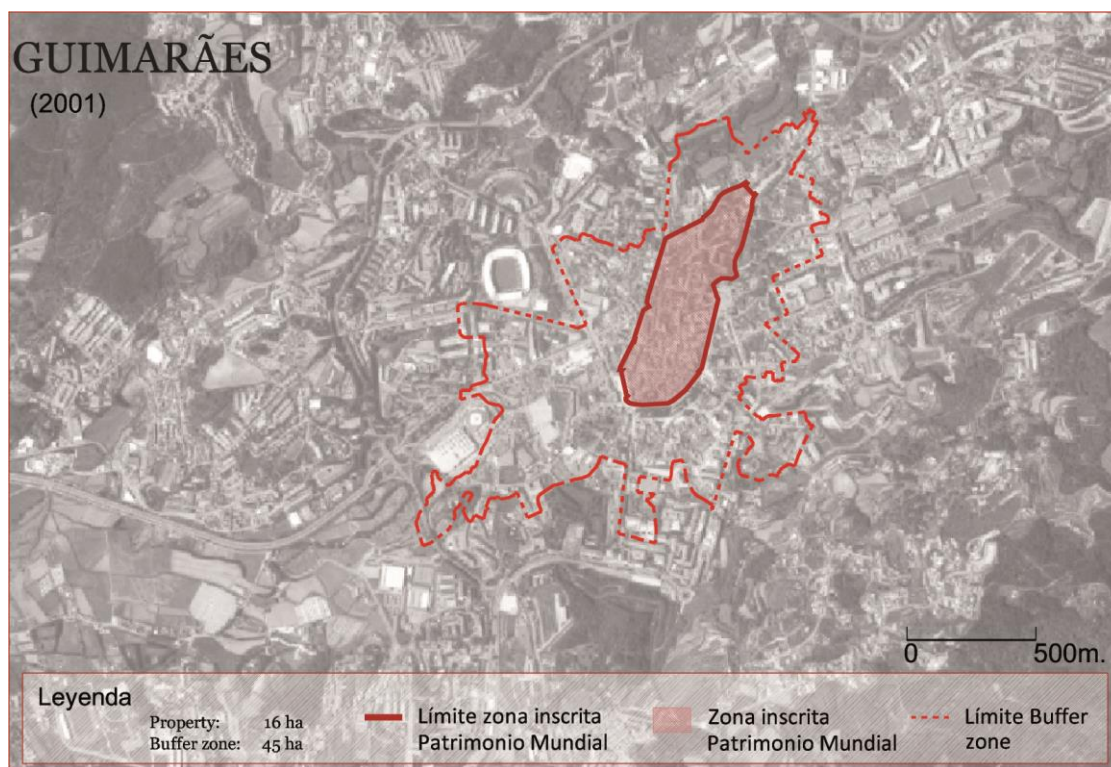 GUIMARÃES
(2001)
0 500m.
Leyenda
Property: 16 ha
Buffer zone: 45 ha
Límite zona inscrita
Patrimonio Mundial
Zona inscrita
Patrimonio Mundial
Límite Buffer
zone